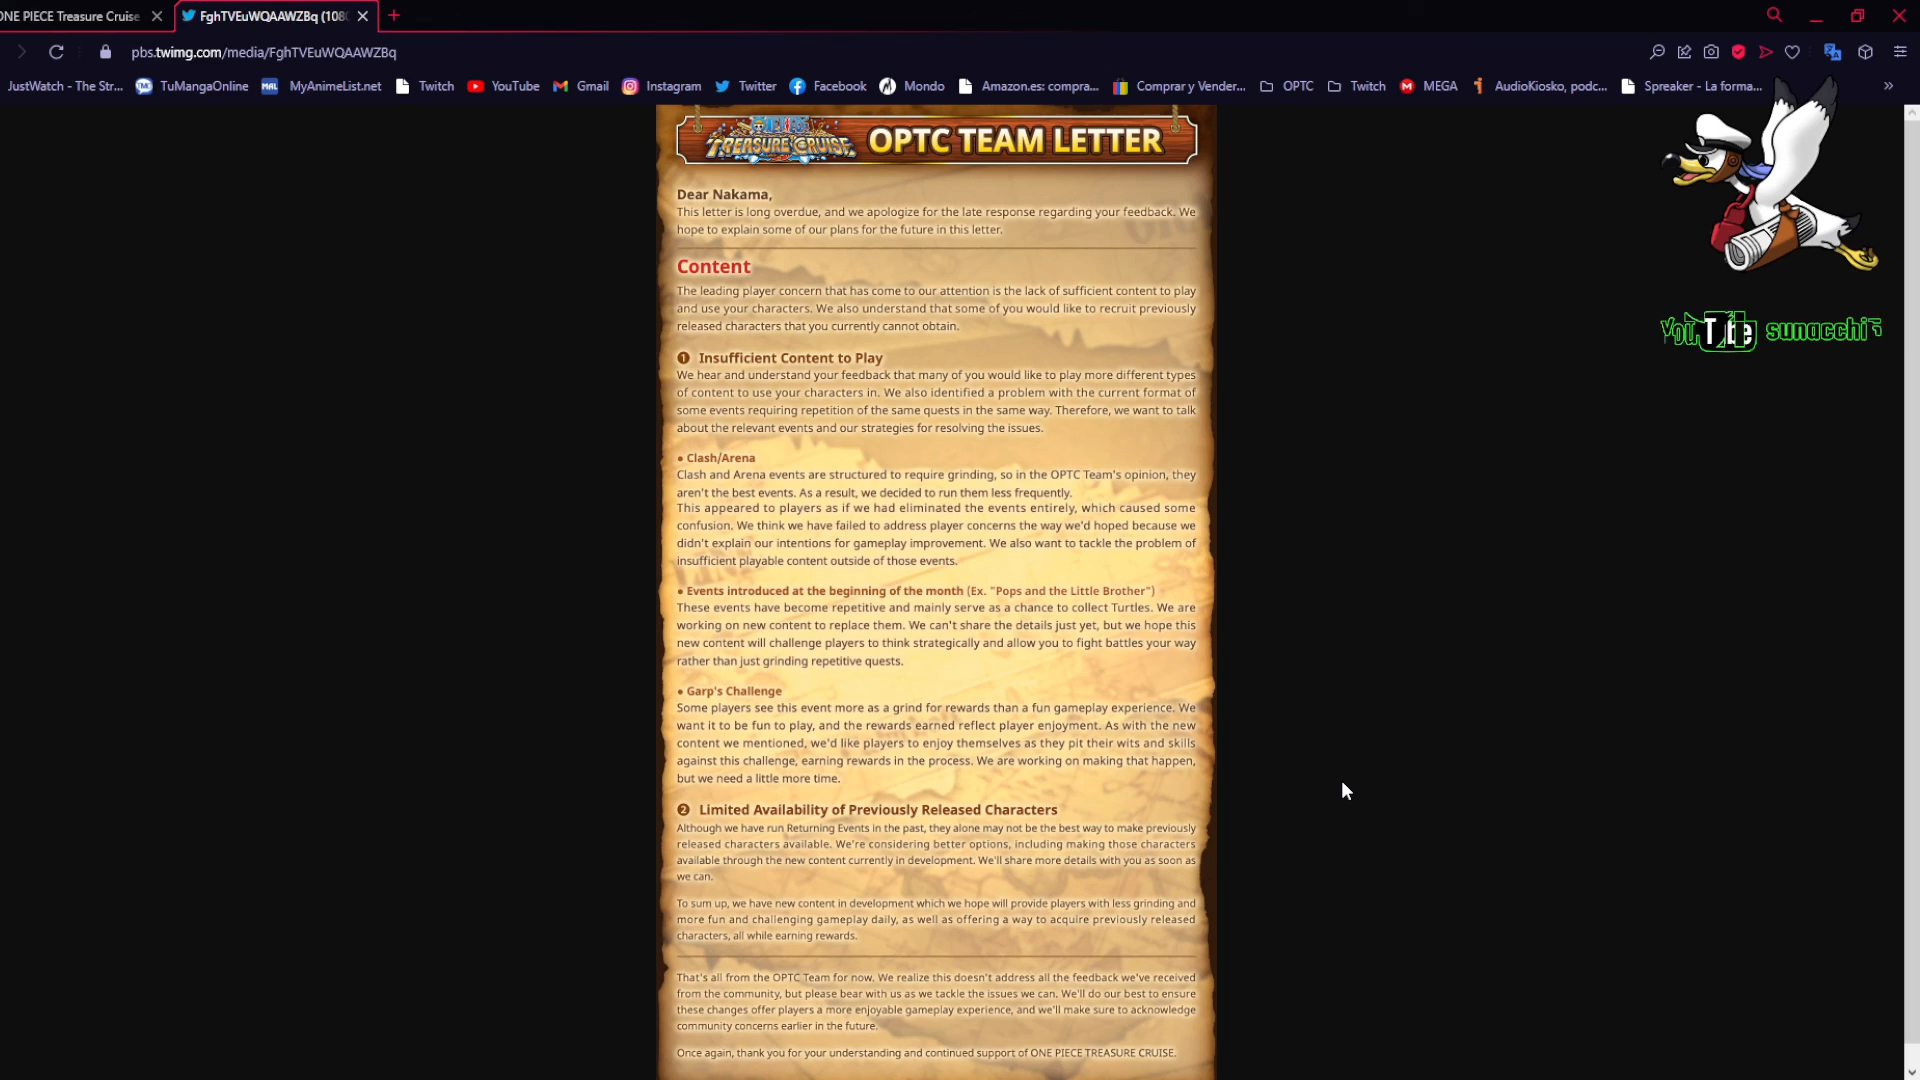 ONE PIECE Treasure Cruise
FghTVEuWQAAWZBq (108
pbs.twimg.com/media/FghTVEuWQAAWZBq
JustWatch - The Str... TuMangaOnline MyAnimeList.net Twitch YouTube Gmail Instagram Twitter Facebook Mondo Amazon.es: compra... Comprar y Vender... OPTC Twitch MEGA AudioKiosko, podc... Spreaker - La forma... »
ONE PIECE TREASURE CRUISE OPTC TEAM LETTER
Dear Nakama,
This letter is long overdue, and we apologize for the late response regarding your feedback. We
hope to explain some of our plans for the future in this letter.
Content
The leading player concern that has come to our attention is the lack of sufficient content to play
and use your characters. We also understand that some of you would like to recruit previously
released characters that you currently cannot obtain.
❶ Insufficient Content to Play
We hear and understand your feedback that many of you would like to play more different types
of content to use your characters in. We also identified a problem with the current format of
some events requiring repetition of the same quests in the same way. Therefore, we want to talk
about the relevant events and our strategies for resolving the issues.
• Clash/Arena
Clash and Arena events are structured to require grinding, so in the OPTC Team's opinion, they
aren't the best events. As a result, we decided to run them less frequently.
This appeared to players as if we had eliminated the events entirely, which caused some
confusion. We think we have failed to address player concerns the way we'd hoped because we
didn't explain our intentions for gameplay improvement. We also want to tackle the problem of
insufficient playable content outside of those events.
• Events introduced at the beginning of the month (Ex. "Pops and the Little Brother")
These events have become repetitive and mainly serve as a chance to collect Turtles. We are
working on new content to replace them. We can't share the details just yet, but we hope this
new content will challenge players to think strategically and allow you to fight battles your way
rather than just grinding repetitive quests.
• Garp's Challenge
Some players see this event more as a grind for rewards than a fun gameplay experience. We
want it to be fun to play, and the rewards earned reflect player enjoyment. As with the new
content we mentioned, we'd like players to enjoy themselves as they pit their wits and skills
against this challenge, earning rewards in the process. We are working on making that happen,
but we need a little more time.
❷ Limited Availability of Previously Released Characters
Although we have run Returning Events in the past, they alone may not be the best way to make previously
released characters available. We're considering better options, including making those characters
available through the new content currently in development. We'll share more details with you as soon as
we can.
To sum up, we have new content in development which we hope will provide players with less grinding and
more fun and challenging gameplay daily, as well as offering a way to acquire previously released
characters, all while earning rewards.
That's all from the OPTC Team for now. We realize this doesn't address all the feedback we've received
from the community, but please bear with us as we tackle the issues we can. We'll do our best to ensure
these changes offer players a more enjoyable gameplay experience, and we'll make sure to acknowledge
community concerns earlier in the future.
Once again, thank you for your understanding and continued support of ONE PIECE TREASURE CRUISE.
YouTube